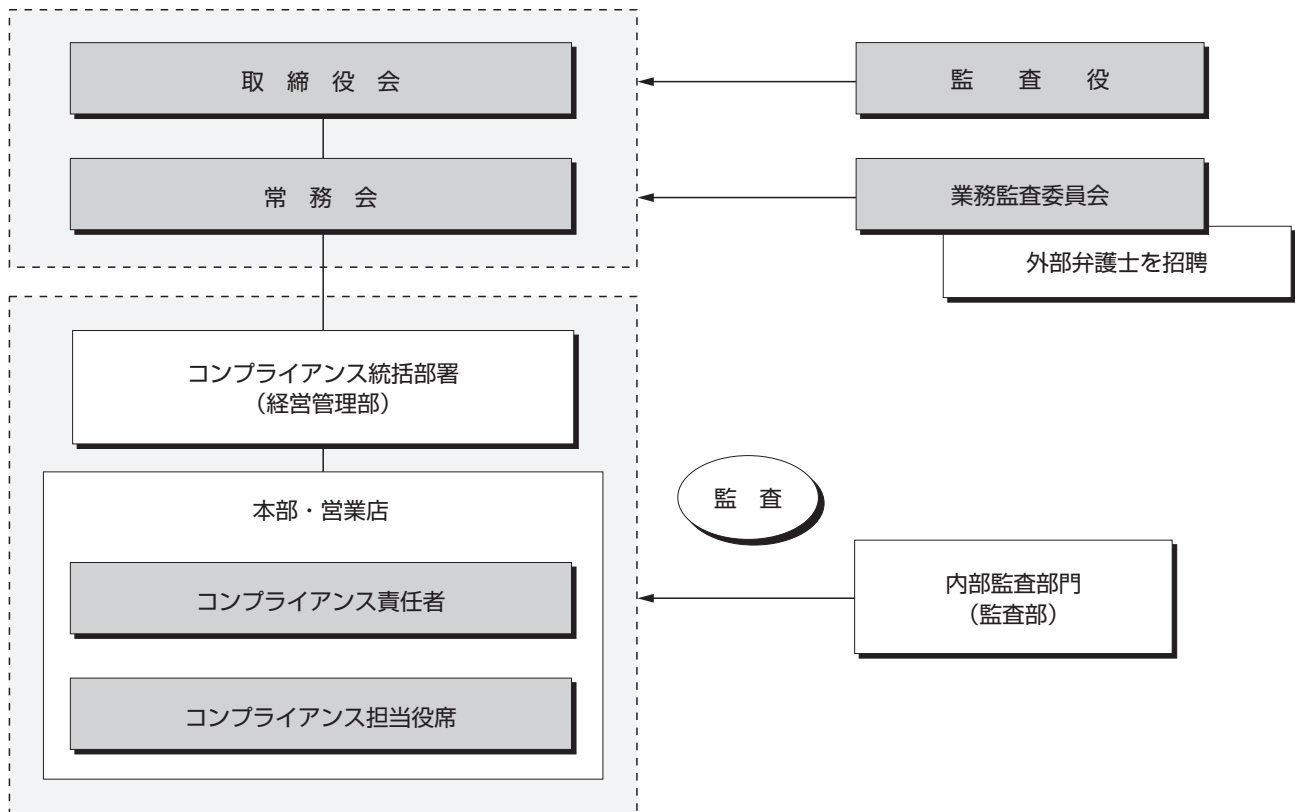 取 締 役 会
監 査 役
常 務 会
業務監査委員会
外部弁護士を招聘
コンプライアンス統括部署
(経営管理部)
本部・営業店
監 査
コンプライアンス責任者
内部監査部門
(監査部)
コンプライアンス担当役席